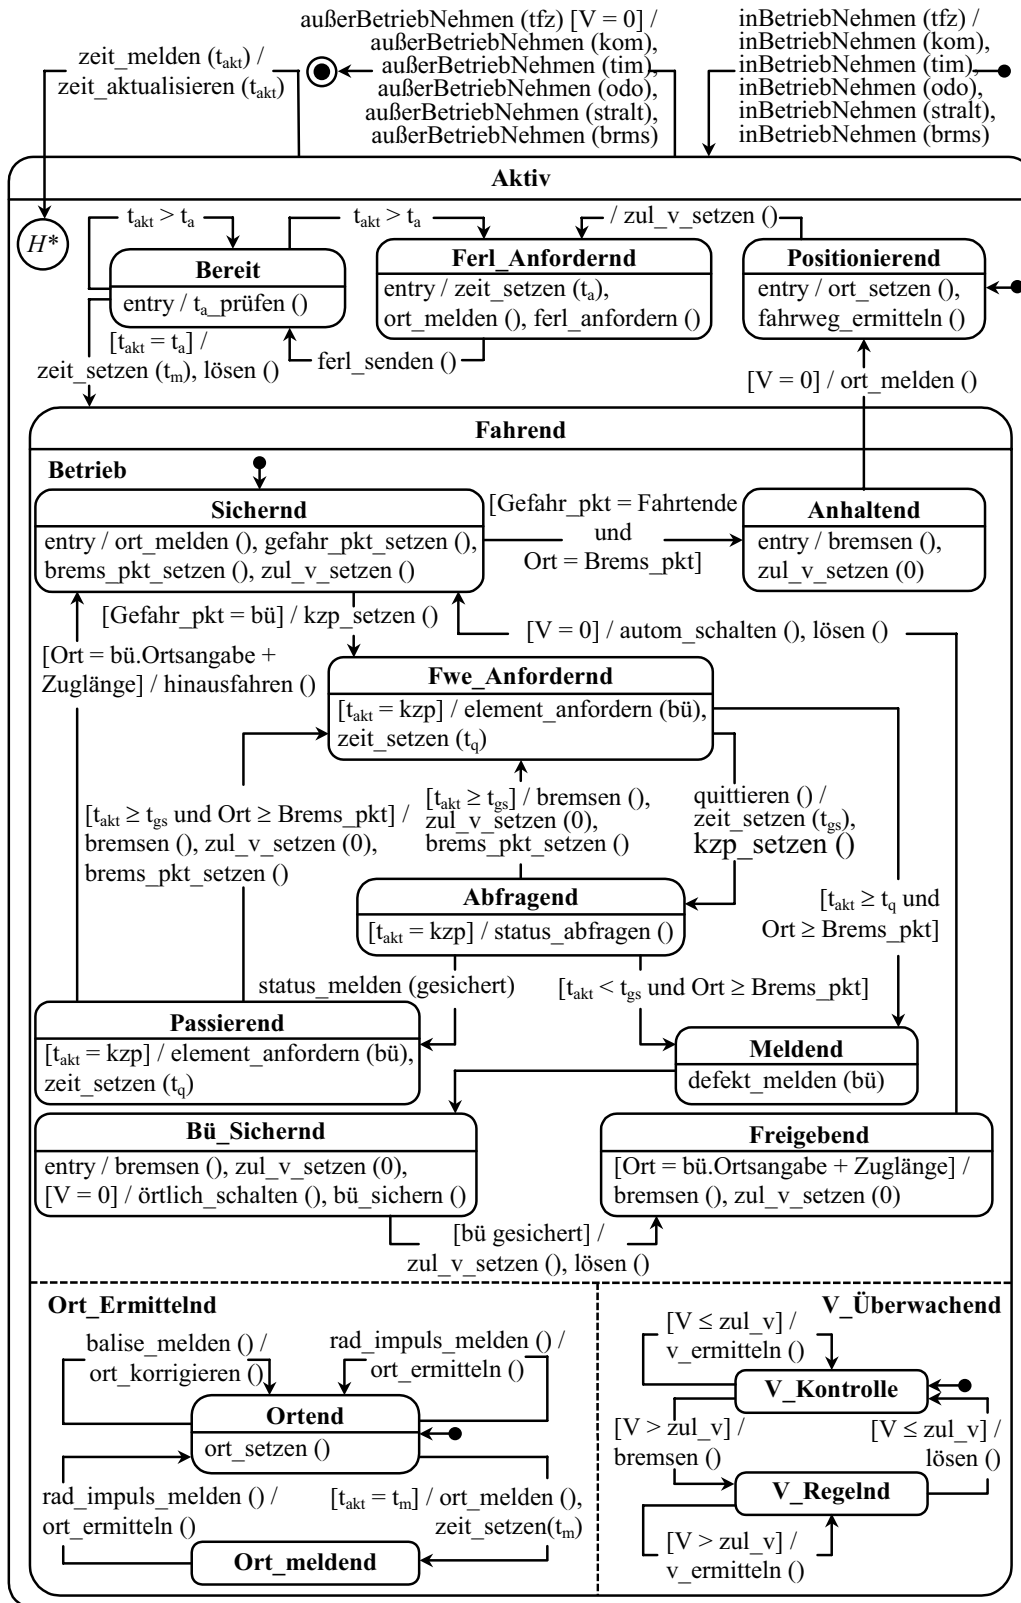 zeit_melden (takt) /
zeit_aktualisieren (takt)
außerBetriebNehmen (tfz) [V = 0] /
außerBetriebNehmen (kom),
außerBetriebNehmen (tim),
außerBetriebNehmen (odo),
außerBetriebNehmen (stralt),
außerBetriebNehmen (brms)
inBetriebNehmen (tfz) /
inBetriebNehmen (kom),
inBetriebNehmen (tim),
inBetriebNehmen (odo),
inBetriebNehmen (stralt),
inBetriebNehmen (brms)
Aktiv
H*
takt > ta
takt > ta
/ zul_v_setzen ()
Bereit
entry / ta_prüfen ()
Ferl_Anfordernd
entry / zeit_setzen (ta),
ort_melden (), ferl_anfordern ()
Positionierend
entry / ort_setzen (),
fahrweg_ermitteln ()
[takt = ta] /
zeit_setzen (tm), lösen ()
ferl_senden ()
[V = 0] / ort_melden ()
Fahrend
Betrieb
Sichernd
entry / ort_melden (), gefahr_pkt_setzen (),
brems_pkt_setzen (), zul_v_setzen ()
[Gefahr_pkt = Fahrtende
und
Ort = Brems_pkt]
Anhaltend
entry / bremsen (),
zul_v_setzen (0)
[Gefahr_pkt = bü] / kzp_setzen ()
[V = 0] / autom_schalten (), lösen ()
[Ort = bü.Ortsangabe +
Zuglänge] / hinausfahren ()
Fwe_Anfordernd
[takt = kzp] / element_anfordern (bü),
zeit_setzen (tq)
[takt ≥ tgs und Ort ≥ Brems_pkt] /
bremsen (), zul_v_setzen (0),
brems_pkt_setzen ()
[takt ≥ tgs] / bremsen (),
zul_v_setzen (0),
brems_pkt_setzen ()
quittieren () /
zeit_setzen (tgs),
kzp_setzen ()
Abfragend
[takt = kzp] / status_abfragen ()
[takt ≥ tq und
Ort ≥ Brems_pkt]
status_melden (gesichert)
[takt < tgs und Ort ≥ Brems_pkt]
Passierend
[takt = kzp] / element_anfordern (bü),
zeit_setzen (tq)
Meldend
defekt_melden (bü)
Bü_Sichernd
entry / bremsen (), zul_v_setzen (0),
[V = 0] / örtlich_schalten (), bü_sichern ()
Freigebend
[Ort = bü.Ortsangabe + Zuglänge] /
bremsen (), zul_v_setzen (0)
[bü gesichert] /
zul_v_setzen (), lösen ()
Ort_Ermittelnd
balise_melden () /
ort_korrigieren ()
rad_impuls_melden () /
ort_ermitteln ()
Ortend
ort_setzen ()
rad_impuls_melden () /
ort_ermitteln ()
[takt = tm] / ort_melden (),
zeit_setzen(tm)
Ort_meldend
V_Überwachend
[V ≤ zul_v] /
v_ermitteln ()
V_Kontrolle
[V > zul_v] /
bremsen ()
[V ≤ zul_v] /
lösen ()
V_Regelnd
[V > zul_v] /
v_ermitteln ()